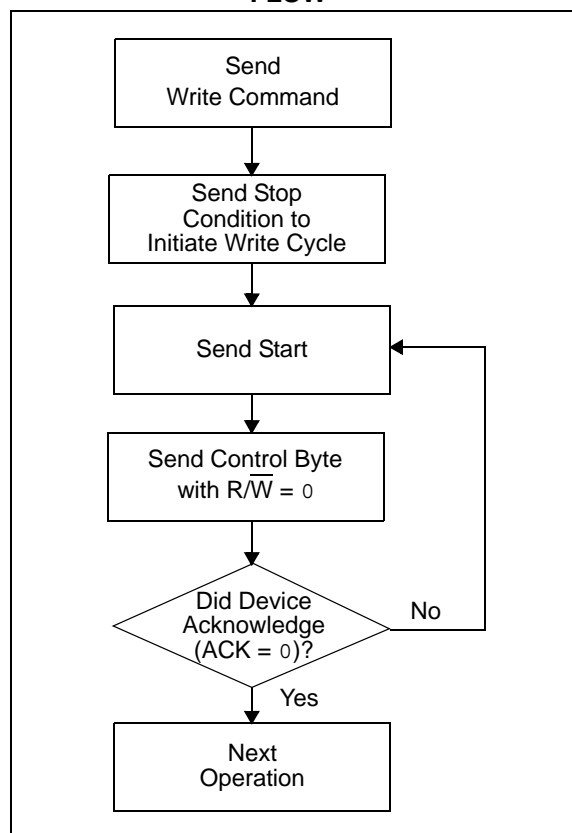 Send
Write Command
Send Stop
Condition to
Initiate Write Cycle
Send Start
Send Control Byte
with R/W̅ = 0
Did Device
Acknowledge
(ACK = 0)?
No
Yes
Next
Operation